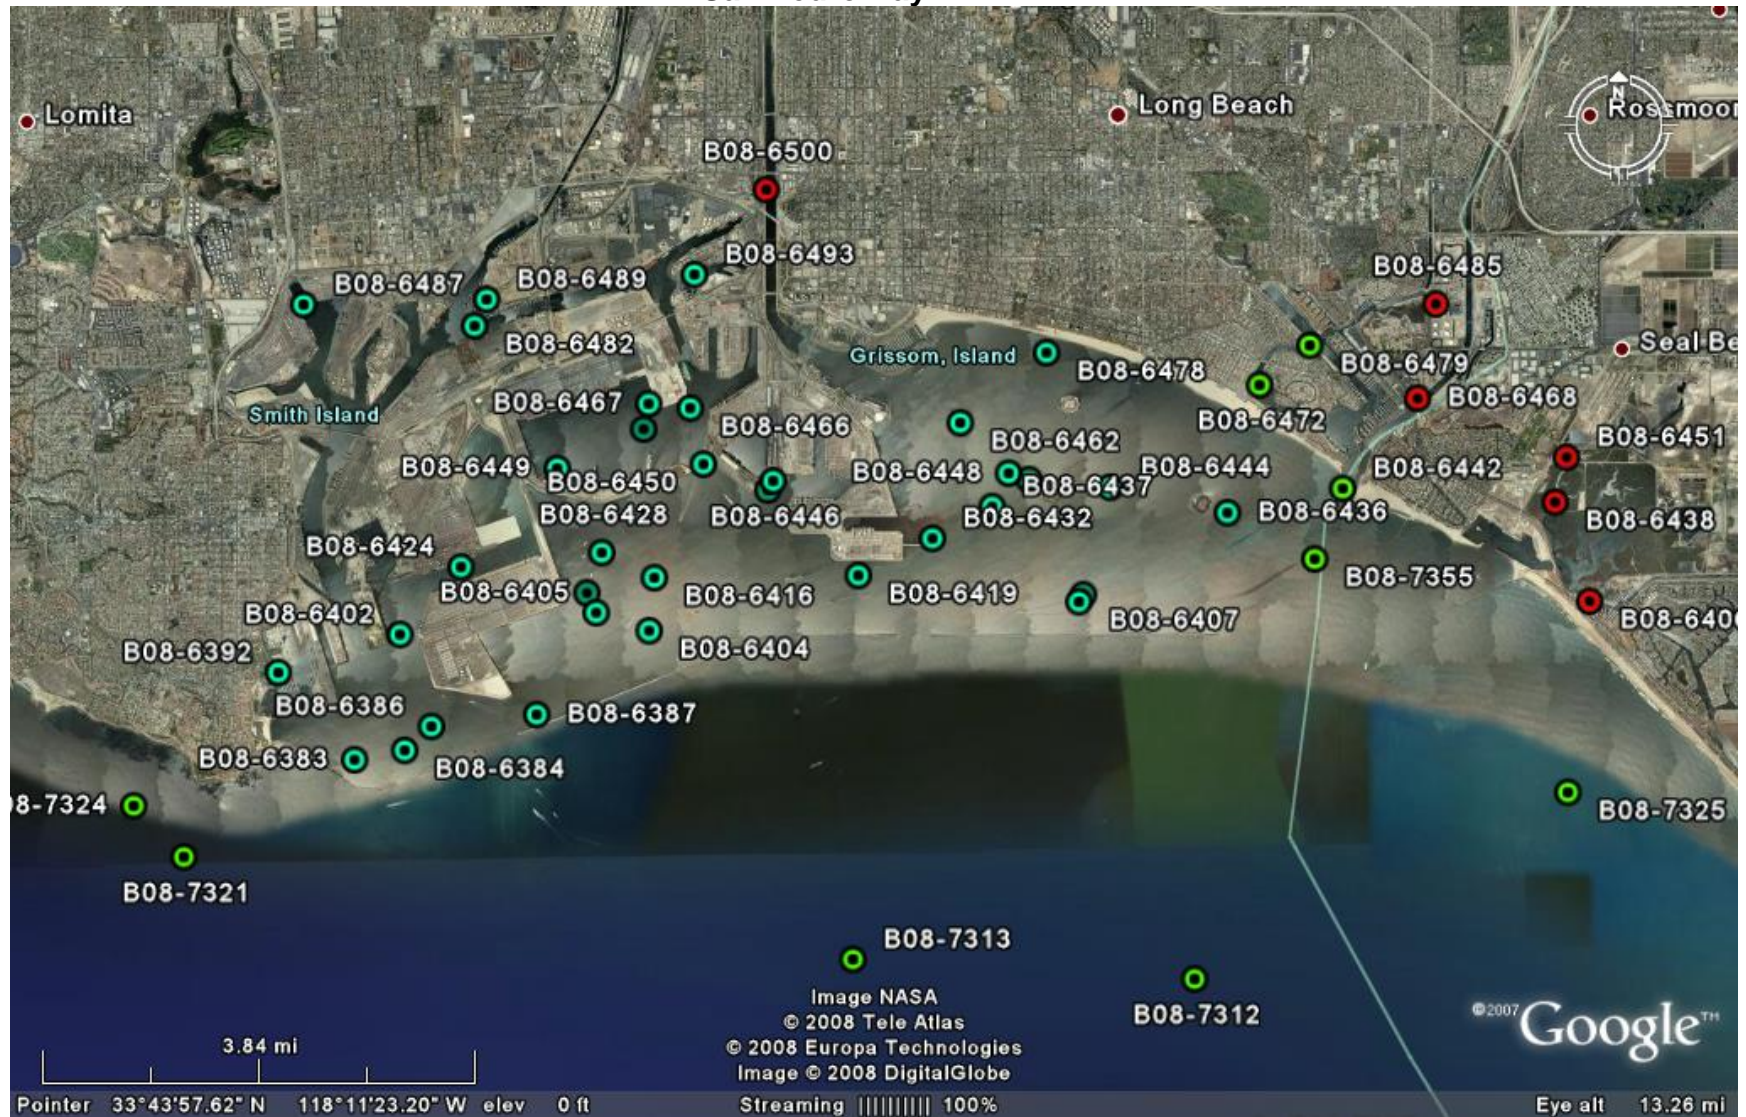 Lomita
Long Beach
Rossmoor
B08-6500
B08-6493
B08-6485
B08-6487
B08-6489
B08-6482
Grissom, Island
B08-6478
B08-6479
Seal Be
B08-6467
B08-6468
Smith Island
B08-6466
B08-6472
B08-6462
B08-6451
B08-6449
B08-6450
B08-6448
B08-6437
B08-6444
B08-6442
B08-6428
B08-6446
B08-6432
B08-6436
B08-6438
B08-6424
B08-7355
B08-6405
B08-6416
B08-6419
B08-6402
B08-6407
B08-6406
B08-6392
B08-6404
B08-6386
B08-6387
B08-6383
B08-6384
08-7324
B08-7325
B08-7321
B08-7313
B08-7312
Image NASA
© 2008 Tele Atlas
© 2008 Europa Technologies
Image © 2008 DigitalGlobe
©2007 Google™
3.84 mi
Pointer 33°43'57.62" N 118°11'23.20" W elev 0 ft Streaming |||||||||| 100% Eye alt 13.26 mi